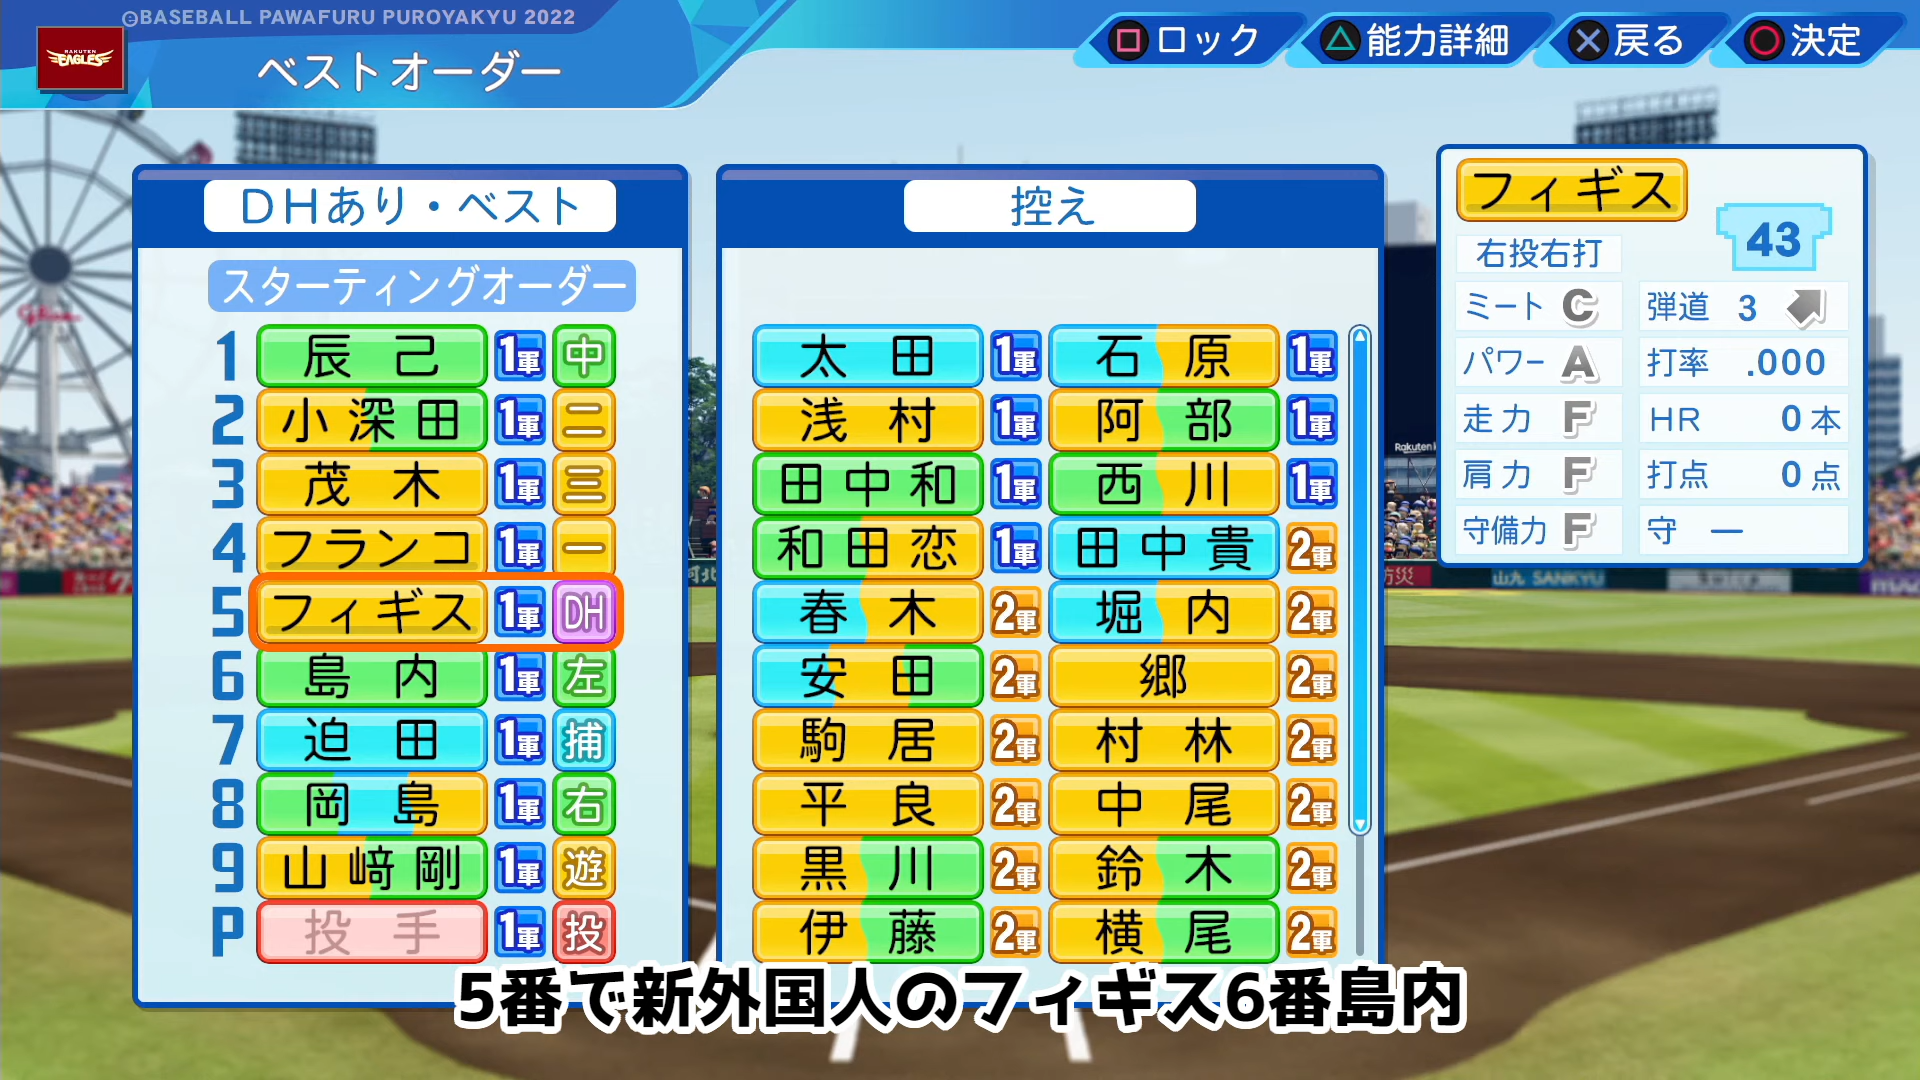 ©BASEBALL PAWAFURU PUROYAKYU 2022
RAKUTEN
EAGLES
ベストオーダー
ロック
能力詳細
戻る
決定
DHあり・ベスト
スターティングオーダー
1 辰己 1軍 中
2 小深田 1軍 二
3 茂木 1軍 三
4 フランコ 1軍 一
5 フィギス 1軍 DH
6 島内 1軍 左
7 迫田 1軍 捕
8 岡島 1軍 右
9 山﨑剛 1軍 遊
P 投手 1軍 投
控え
太田 1軍 石原 1軍
浅村 1軍 阿部 1軍
田中和 1軍 西川 1軍
和田恋 1軍 田中貴 2軍
春木 2軍 堀内 2軍
安田 2軍 郷 2軍
駒居 2軍 村林 2軍
平良 2軍 中尾 2軍
黒川 2軍 鈴木 2軍
伊藤 2軍 横尾 2軍
フィギス
43
右投右打
ミート C 弾道 3
パワー A 打率 .000
走力 F HR 0本
肩力 F 打点 0点
守備力 F 守 一
Rakuten
防災
山九 SANKYU
5番で新外国人のフィギス6番島内